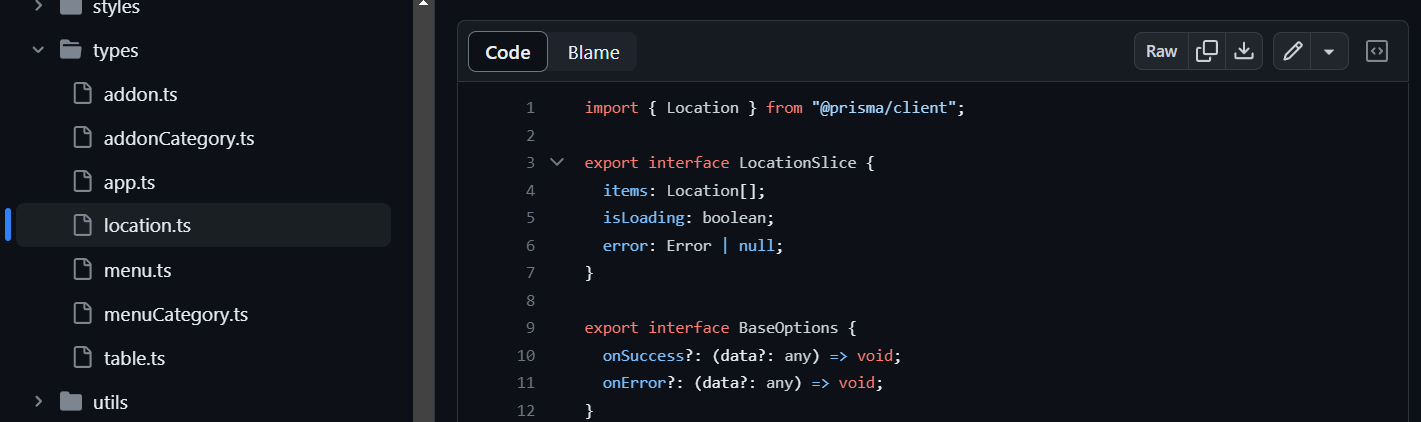 styles
types
addon.ts
addonCategory.ts
app.ts
location.ts
menu.ts
menuCategory.ts
table.ts
utils
Code Blame Raw
1 import { Location } from "@prisma/client";
2
3 export interface LocationSlice {
4 items: Location[];
5 isLoading: boolean;
6 error: Error | null;
7 }
8
9 export interface BaseOptions {
10 onSuccess?: (data?: any) => void;
11 onError?: (data?: any) => void;
12 }